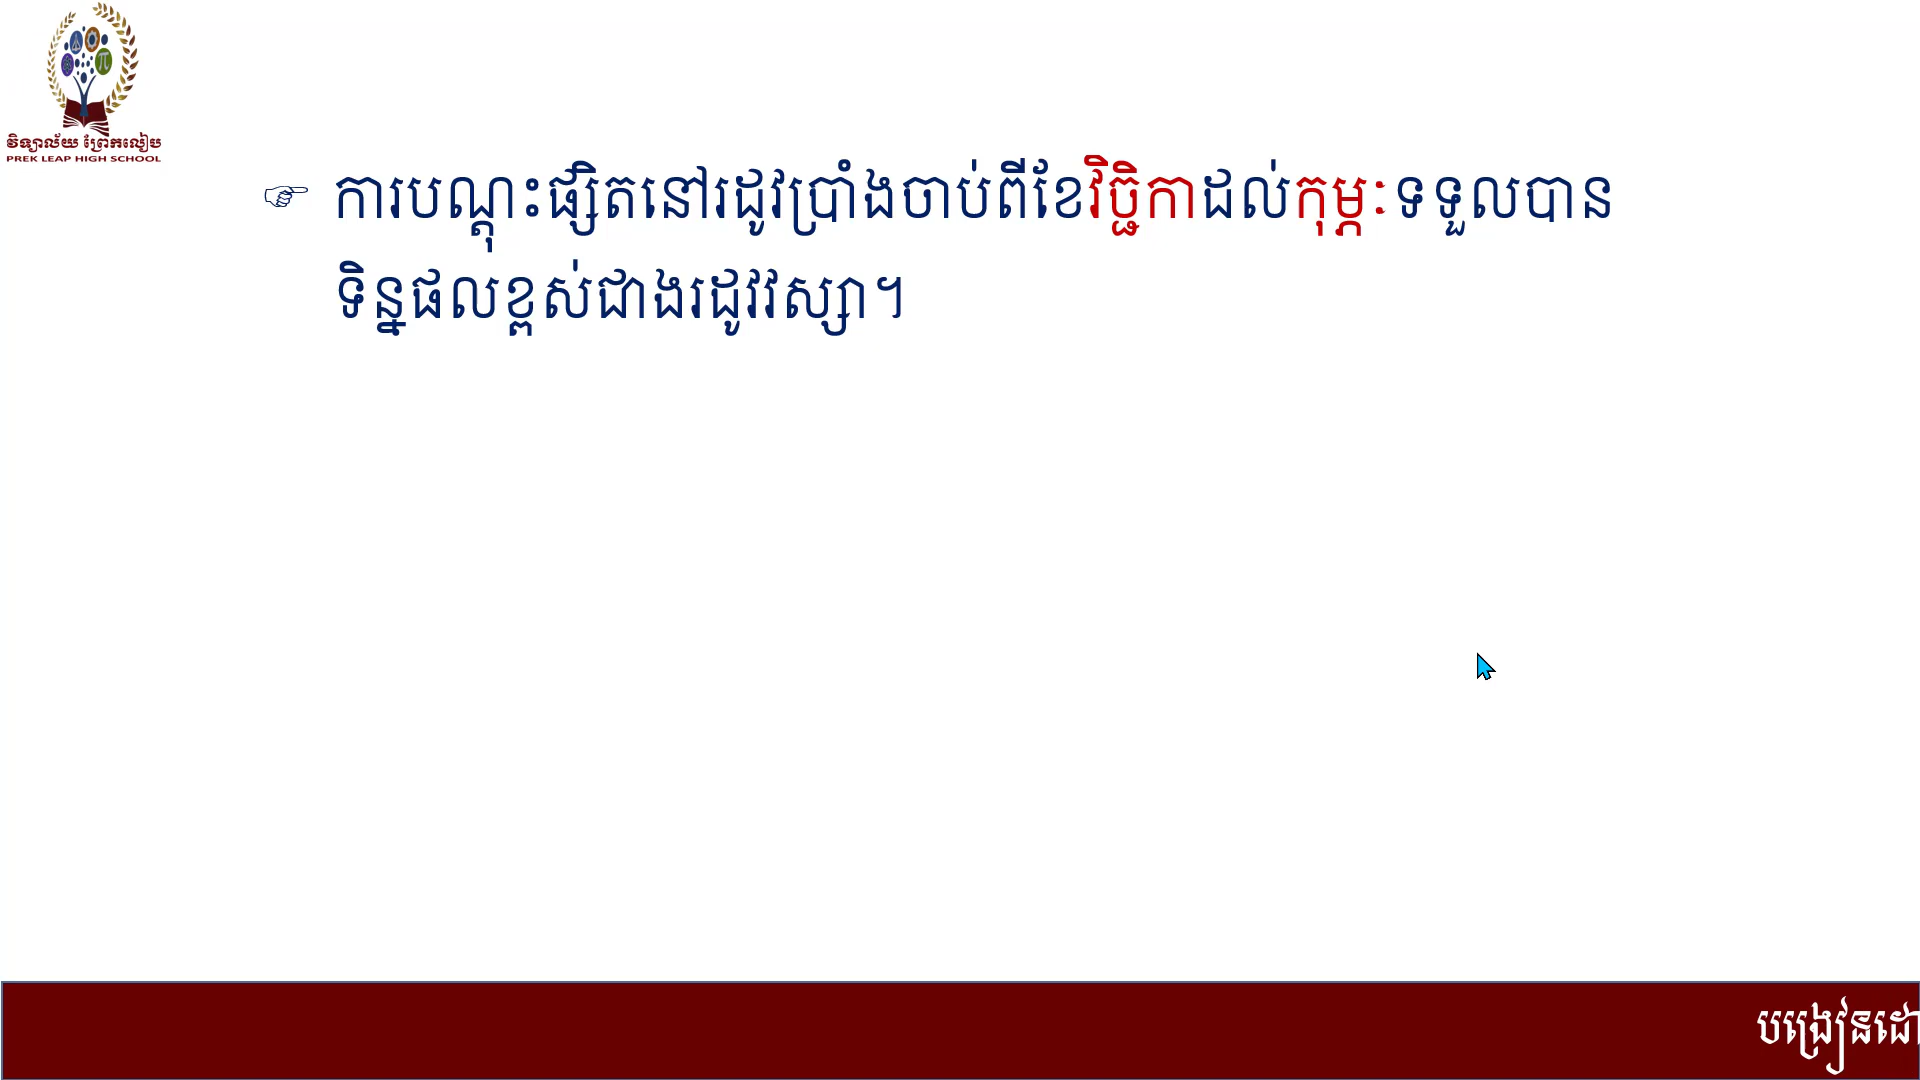 វិទ្យាល័យ ព្រែកលៀប
PREK LEAP HIGH SCHOOL
☞ ការបណ្តុះផ្សិតនៅរដូវប្រាំងចាប់ពីខែវិច្ឆិកាដល់កុម្ភៈទទួលបាន
ទិន្នផលខ្ពស់ជាងរដូវវស្សា។
បង្រៀនដោ